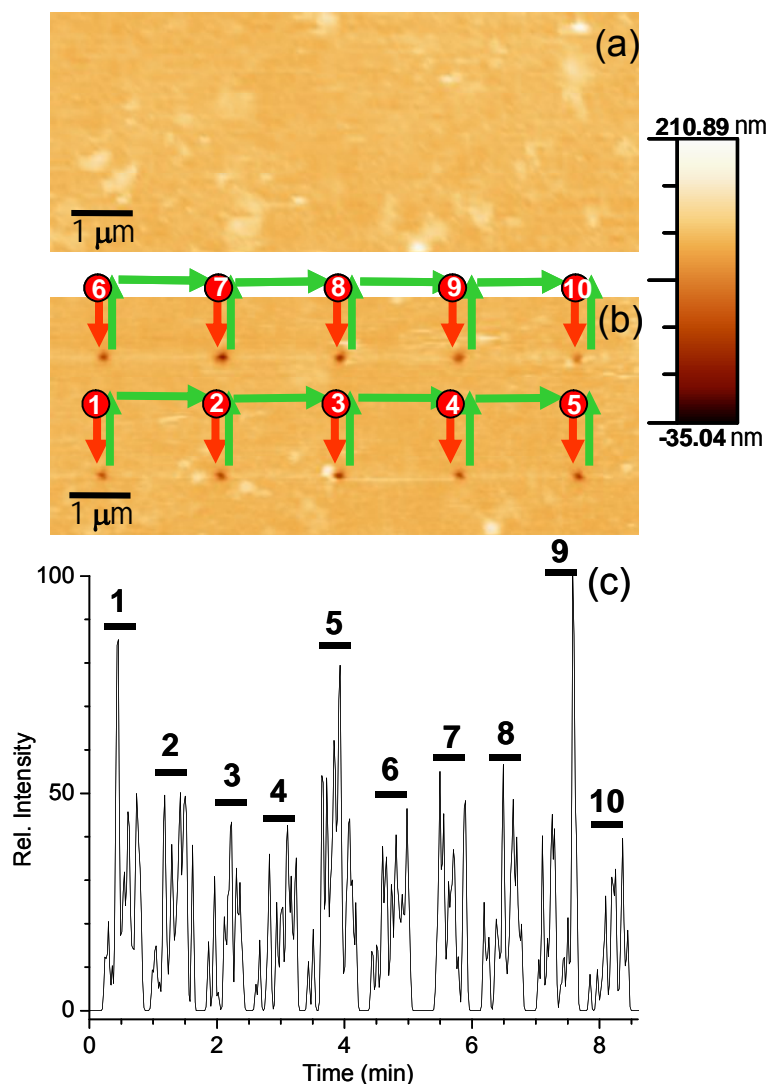 (a)
1 μm
210.89 nm
-35.04 nm
6 7 8 9 10
(b)
1 2 3 4 5
1 μm
(c)
100
50
0
Rel. Intensity
1
2
3
4
5
6
7
8
9
10
0 2 4 6 8
Time (min)